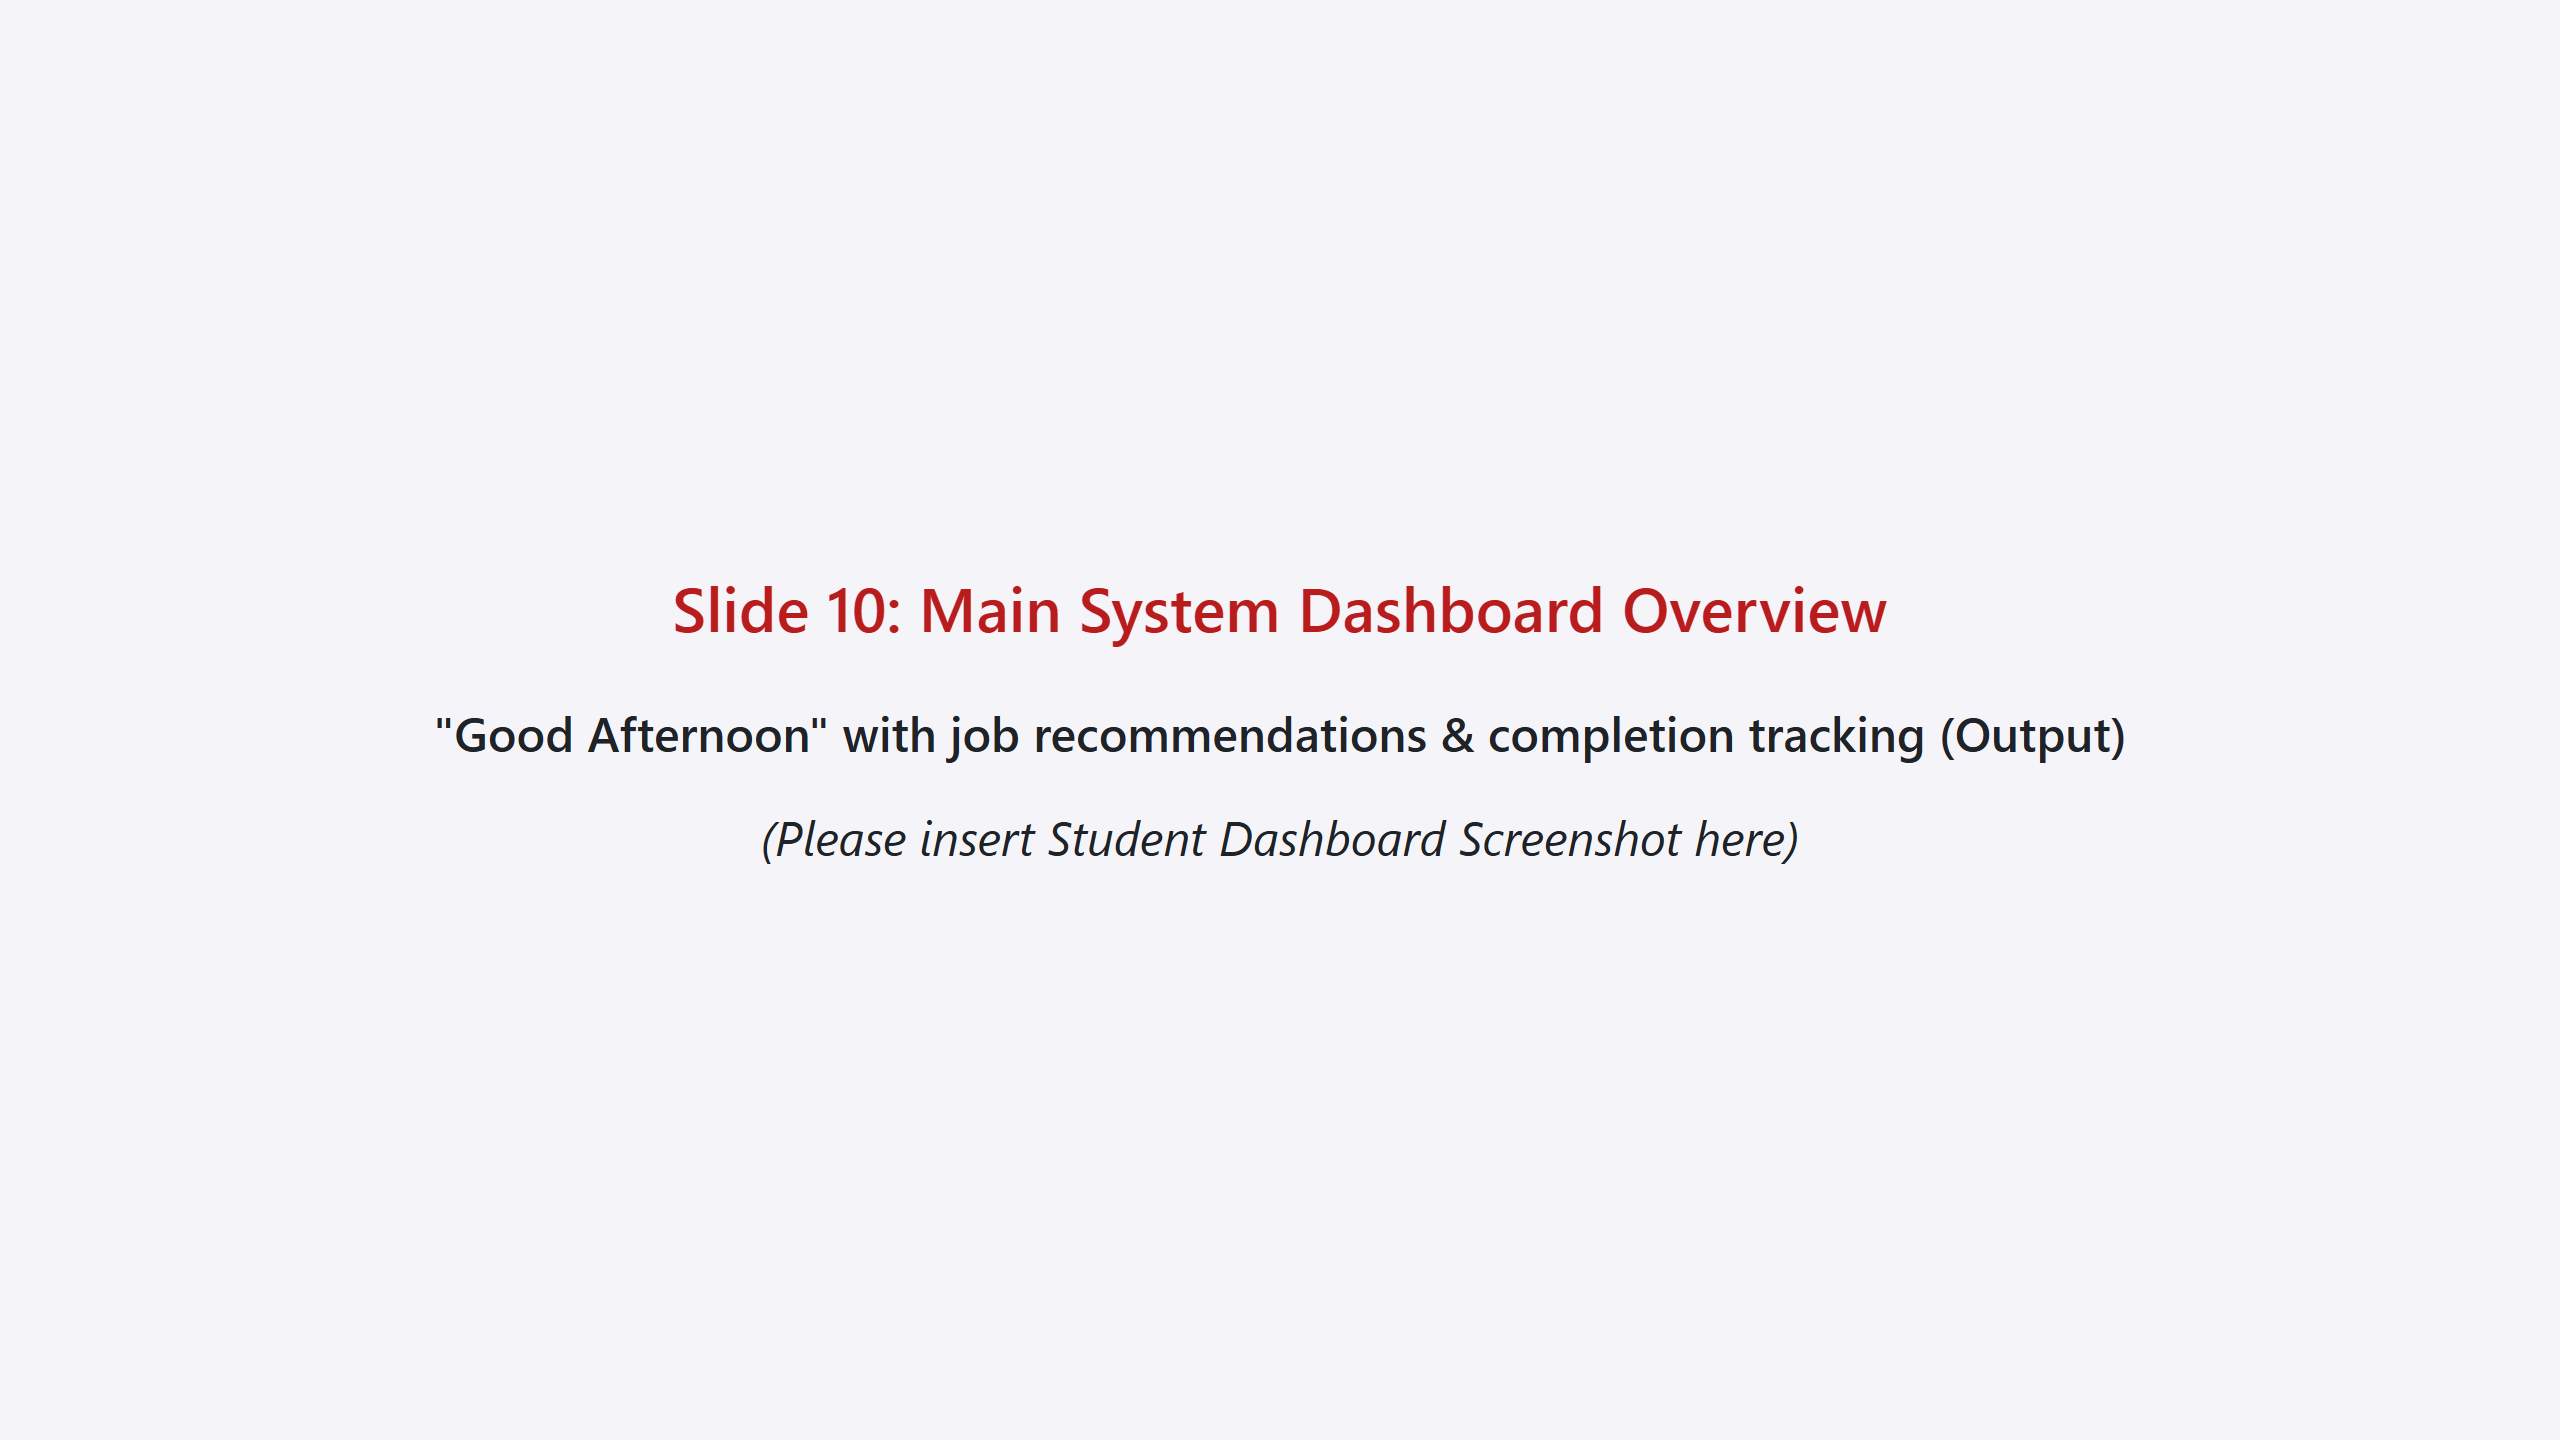 Slide 10: Main System Dashboard Overview
"Good Afternoon" with job recommendations & completion tracking (Output)
(Please insert Student Dashboard Screenshot here)